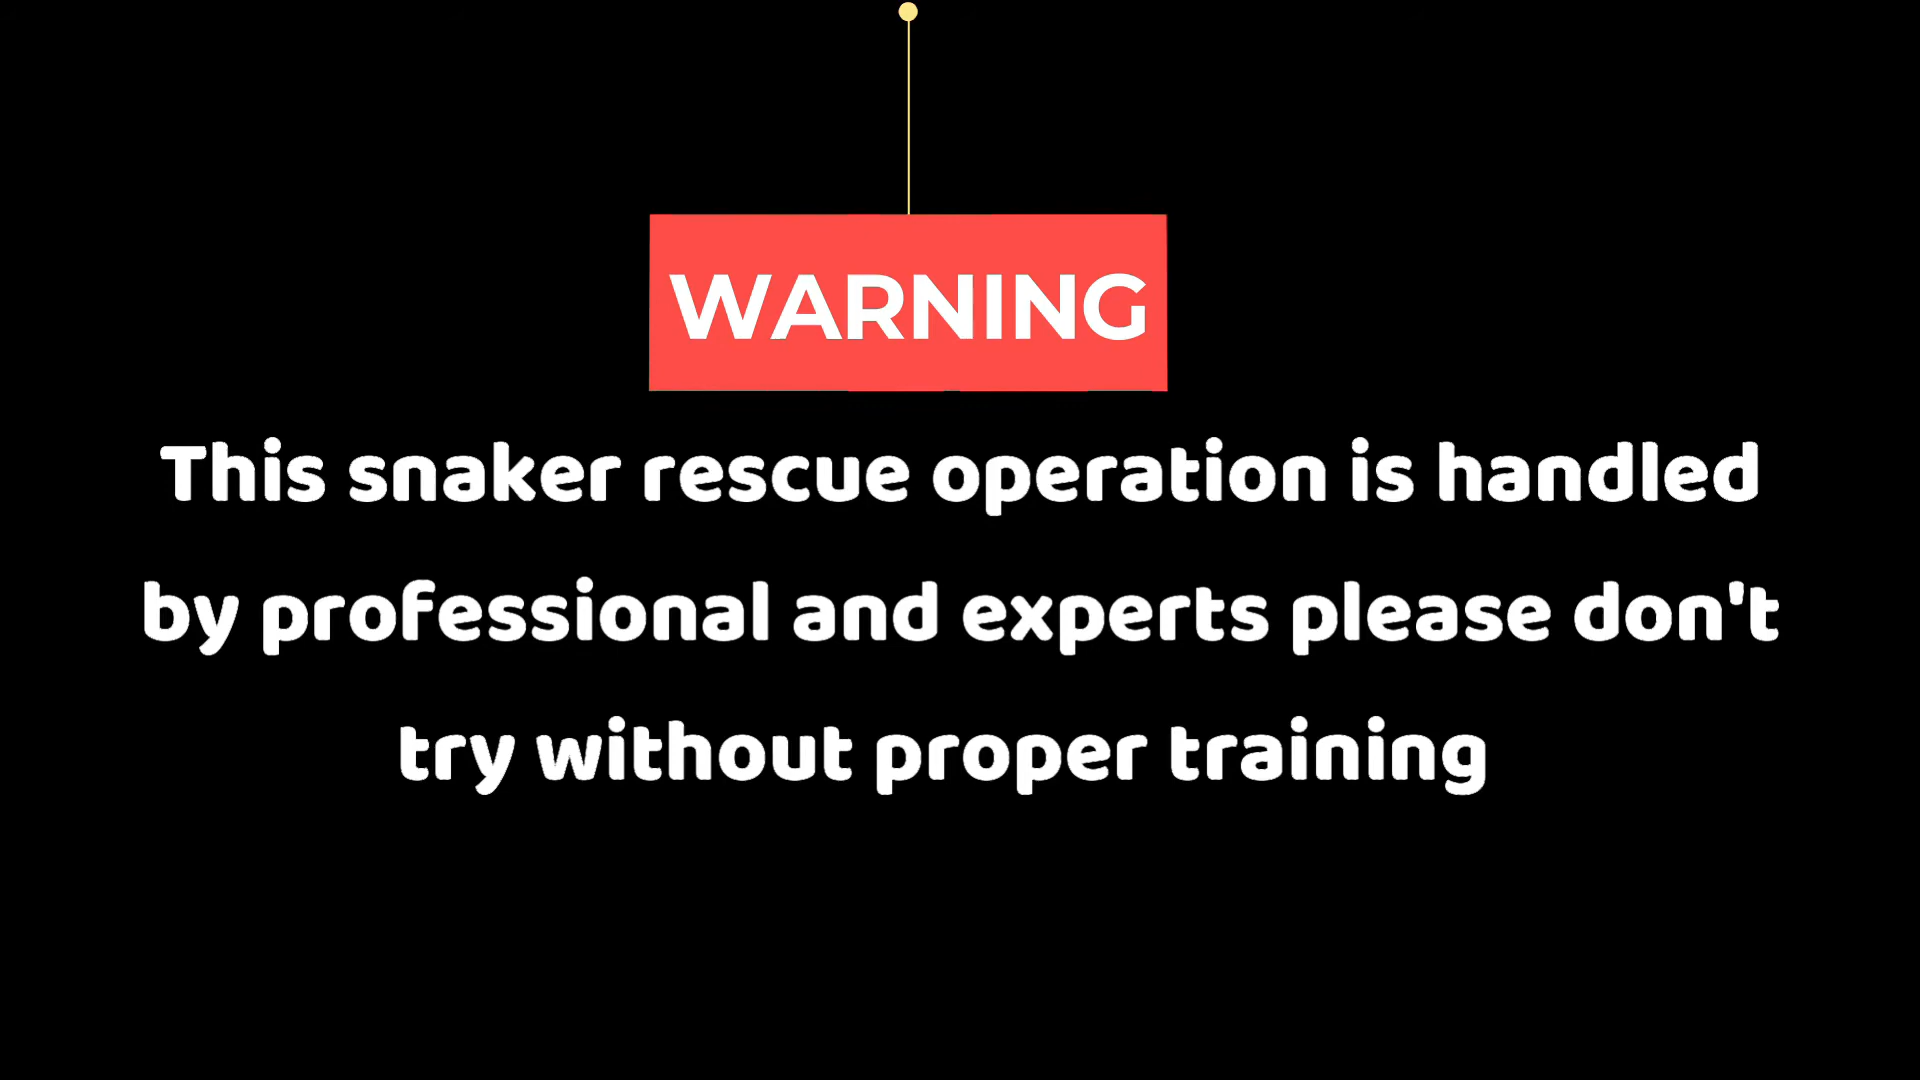 WARNING
This snaker rescue operation is handled
by professional and experts please don't
try without proper training